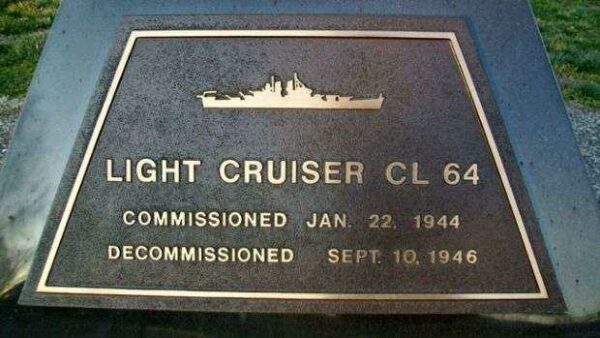 LIGHT CRUISER CL 64
COMMISSIONED JAN. 22, 1944
DECOMMISSIONED SEPT. 10, 1946